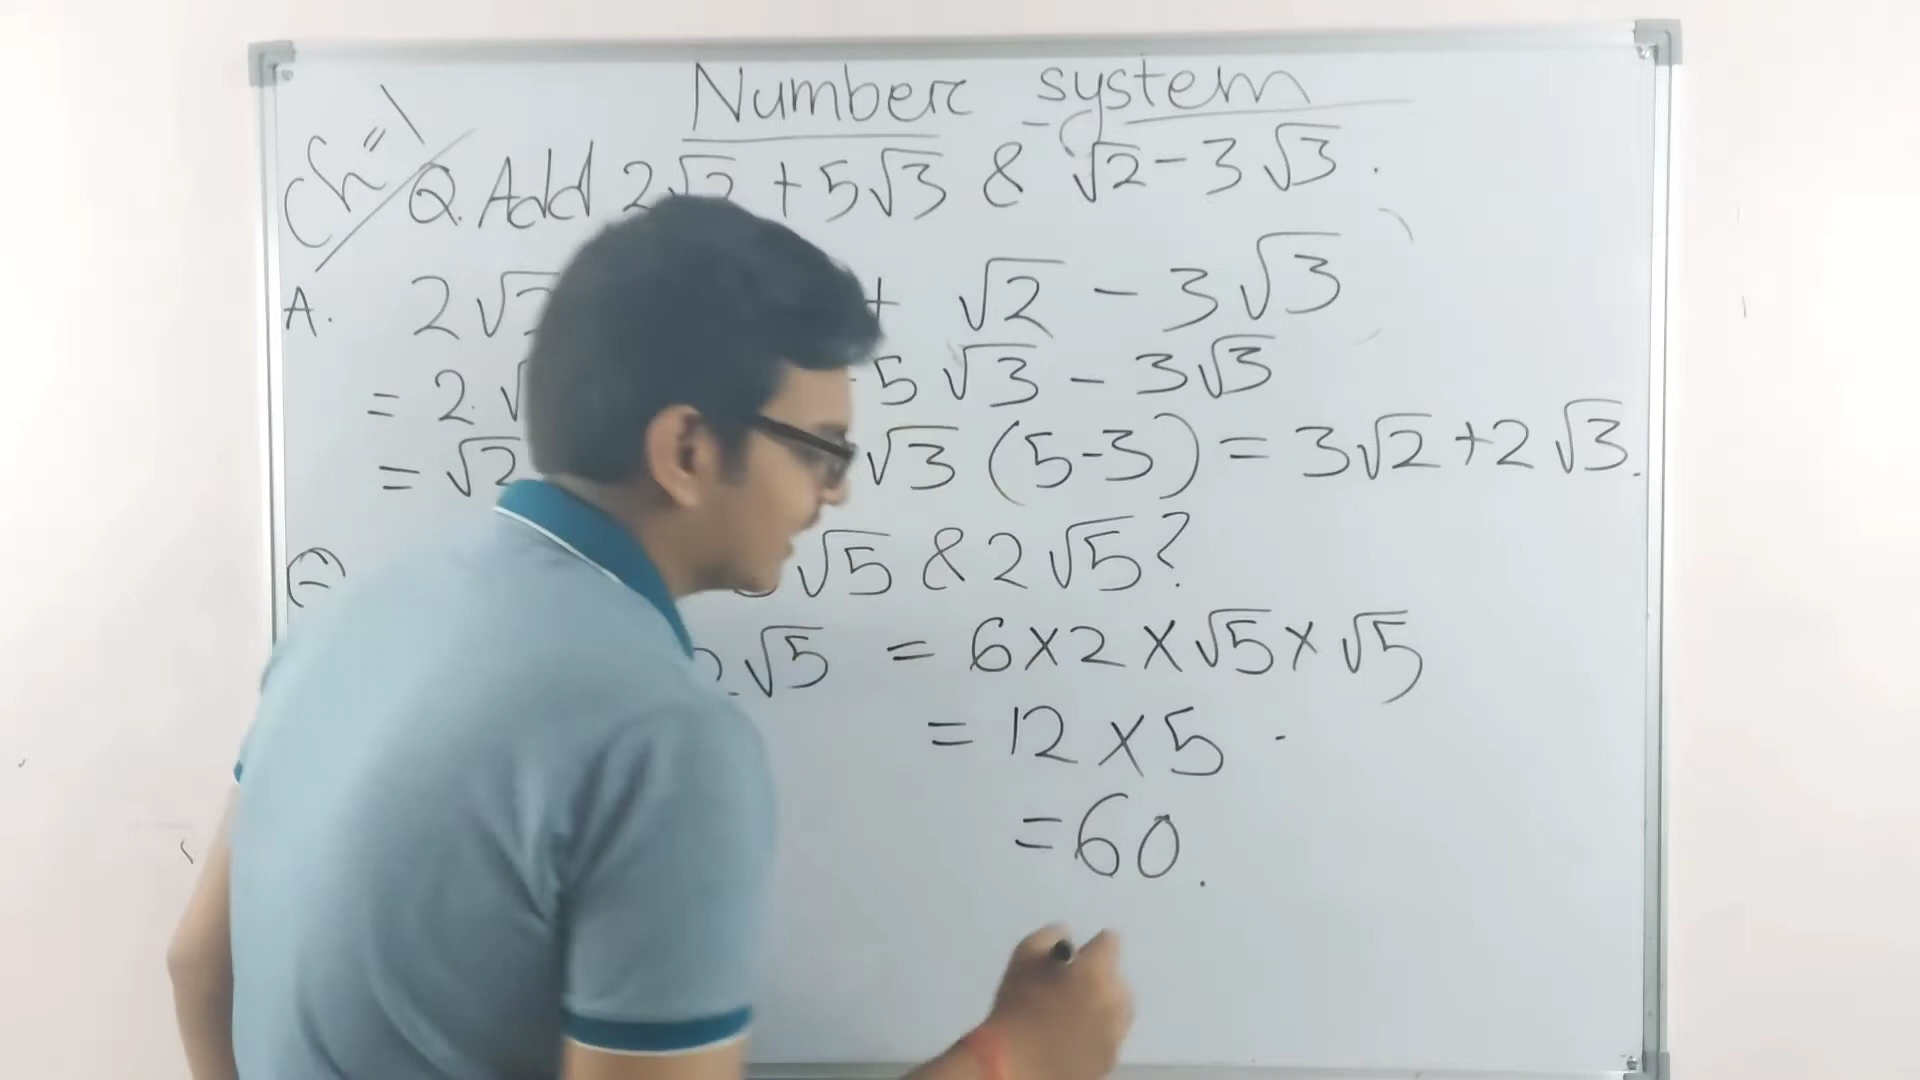 Number system
Ch=1
Q. Add 2√2 + 5√3 & √2 - 3√3.
A. 2√2 + √2 - 3√3
= 2√ 5√3 - 3√3
= √2 √3 (5-3) = 3√2 + 2√3.
√5 & 2√5?
2√5 = 6×2×√5×√5
= 12 × 5
= 60.